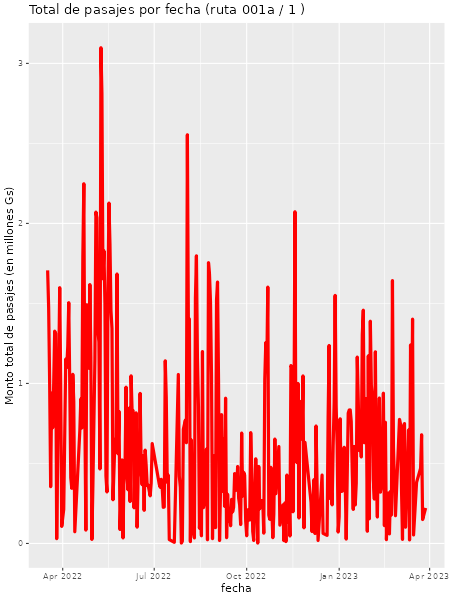 Total de pasajes por fecha (ruta 001a / 1 )
Monto total de pasajes (en millones Gs)
3
2
1
0
Apr 2022
Jul 2022
Oct 2022
Jan 2023
Apr 2023
fecha